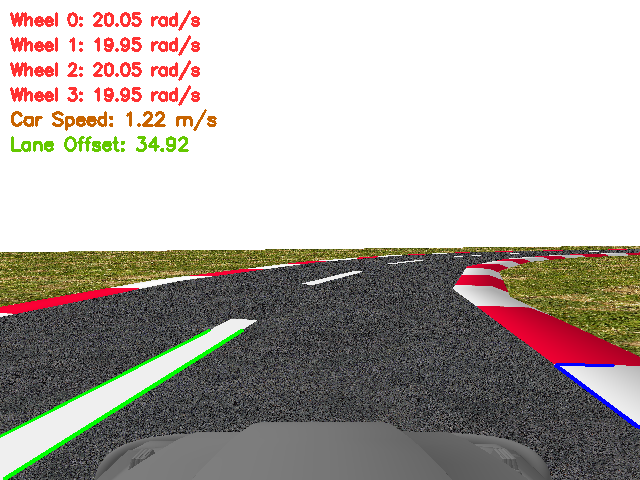 Wheel 0: 20.05 rad/s
Wheel 1: 19.95 rad/s
Wheel 2: 20.05 rad/s
Wheel 3: 19.95 rad/s
Car Speed: 1.22 m/s
Lane Offset: 34.92